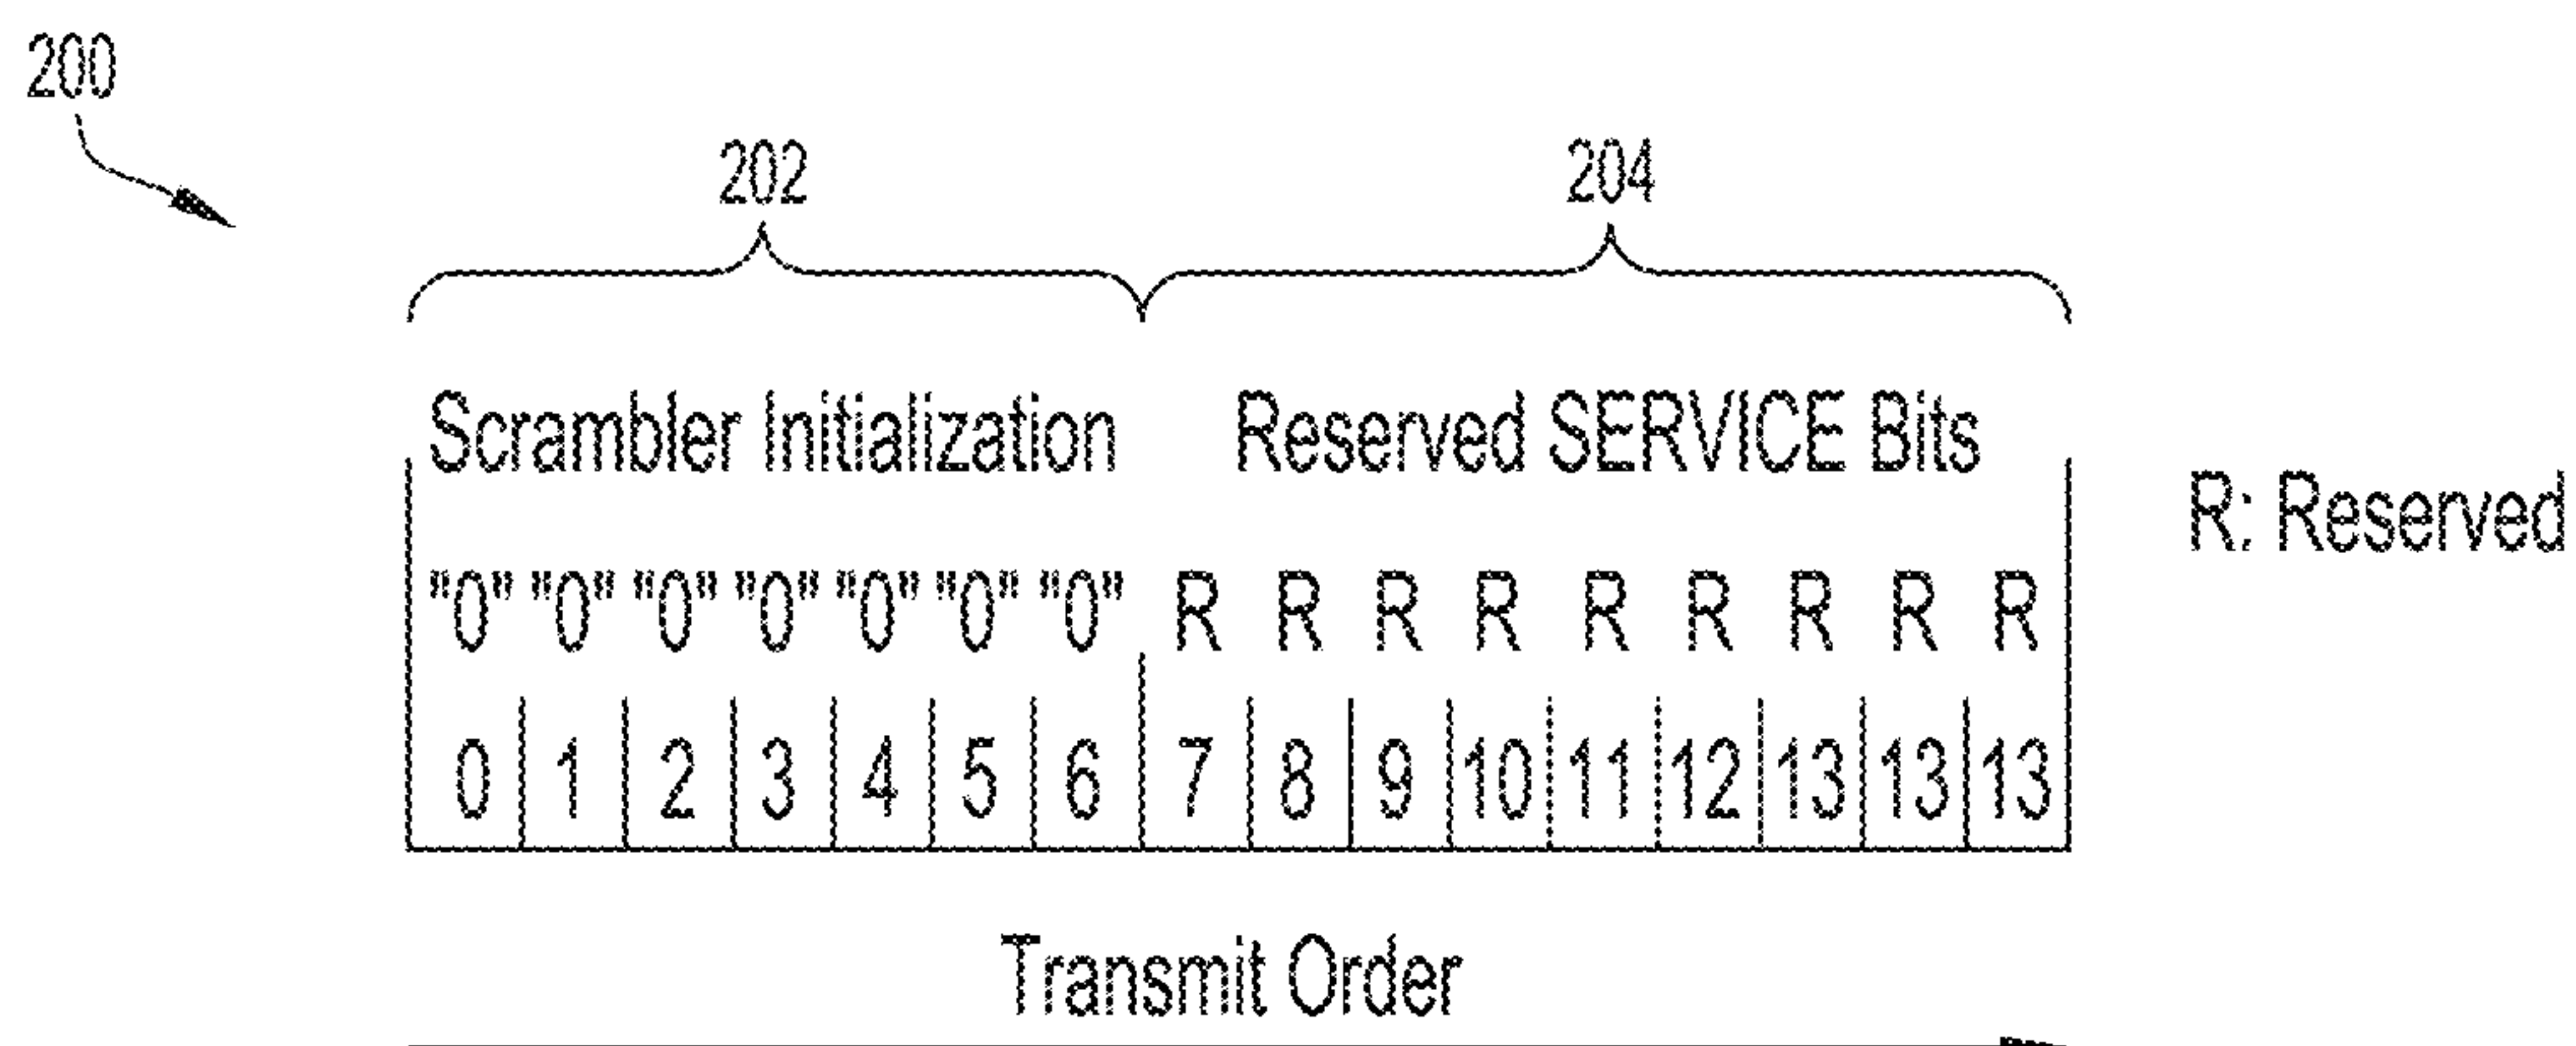 200
202 204
Scrambler Initialization Reserved SERVICE Bits
R: Reserved
"0" "0" "0" "0" "0" "0" "0" R R R R R R R R R
0 1 2 3 4 5 6 7 8 9 10 11 12 13 13 13
Transmit Order